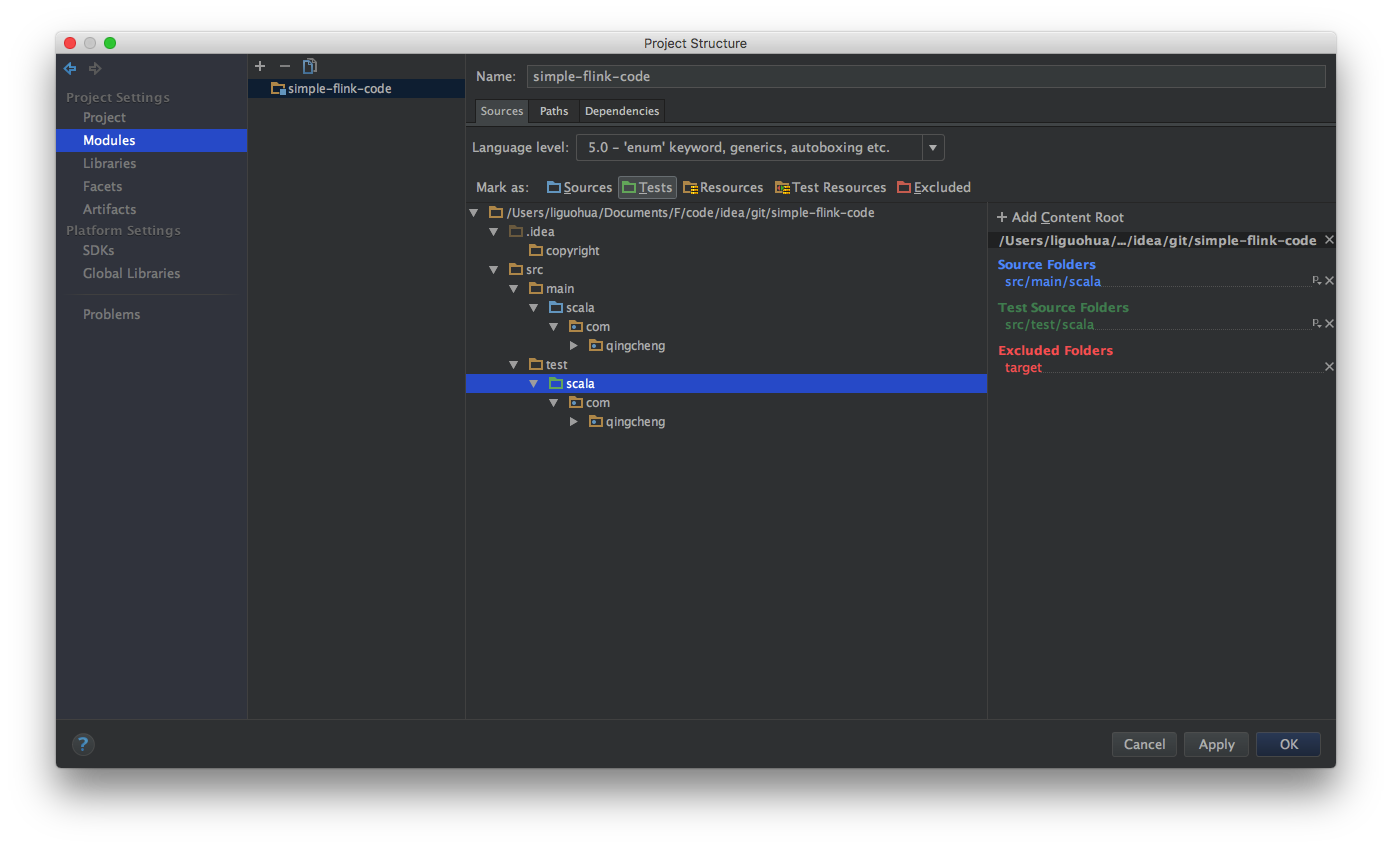 Project Structure
Project Settings
Project
Modules
Libraries
Facets
Artifacts
Platform Settings
SDKs
Global Libraries
Problems
simple-flink-code
Name: simple-flink-code
Sources Paths Dependencies
Language level: 5.0 – 'enum' keyword, generics, autoboxing etc.
Mark as: Sources Tests Resources Test Resources Excluded
/Users/liguohua/Documents/F/code/idea/git/simple-flink-code
.idea
copyright
src
main
scala
com
qingcheng
test
scala
com
qingcheng
+ Add Content Root
/Users/liguohua/.../idea/git/simple-flink-code
Source Folders
src/main/scala
Test Source Folders
src/test/scala
Excluded Folders
target
?
Cancel Apply OK